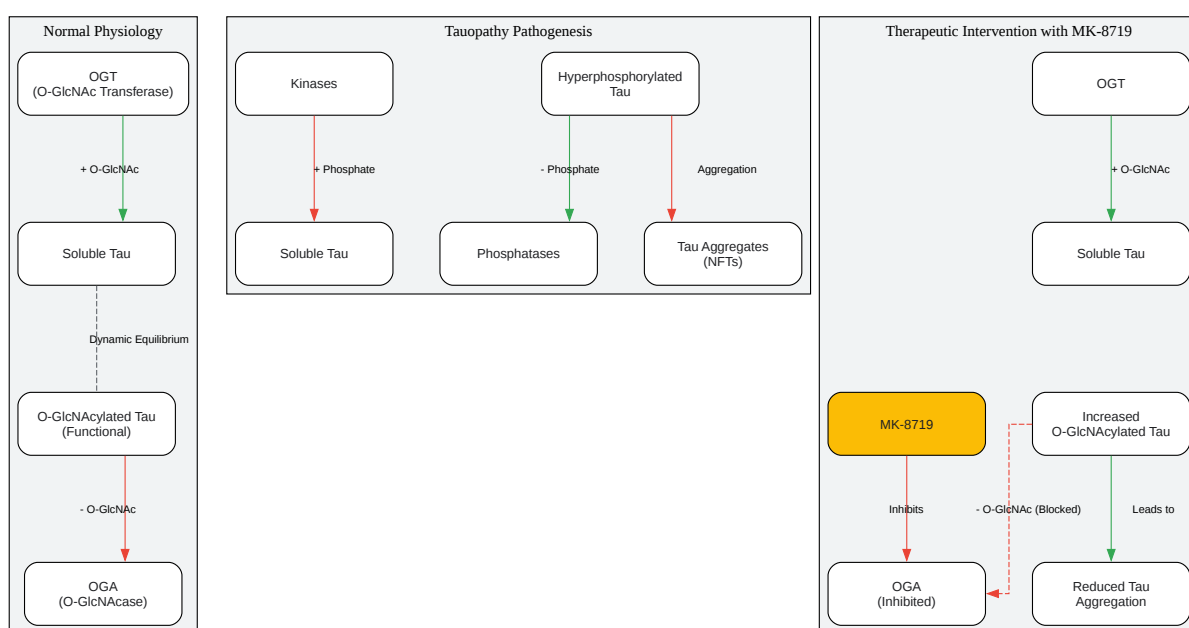 Normal Physiology
OGT
(O-GlcNAc Transferase)
+ O-GlcNAc
Soluble Tau
Dynamic Equilibrium
O-GlcNAcylated Tau
(Functional)
- O-GlcNAc
OGA
(O-GlcNAcase)
Tauopathy Pathogenesis
Kinases
Hyperphosphorylated
Tau
+ Phosphate
- Phosphate
Aggregation
Soluble Tau
Phosphatases
Tau Aggregates
(NFTs)
Therapeutic Intervention with MK-8719
OGT
+ O-GlcNAc
Soluble Tau
MK-8719
Increased
O-GlcNAcylated Tau
Inhibits
- O-GlcNAc (Blocked)
Leads to
OGA
(Inhibited)
Reduced Tau
Aggregation